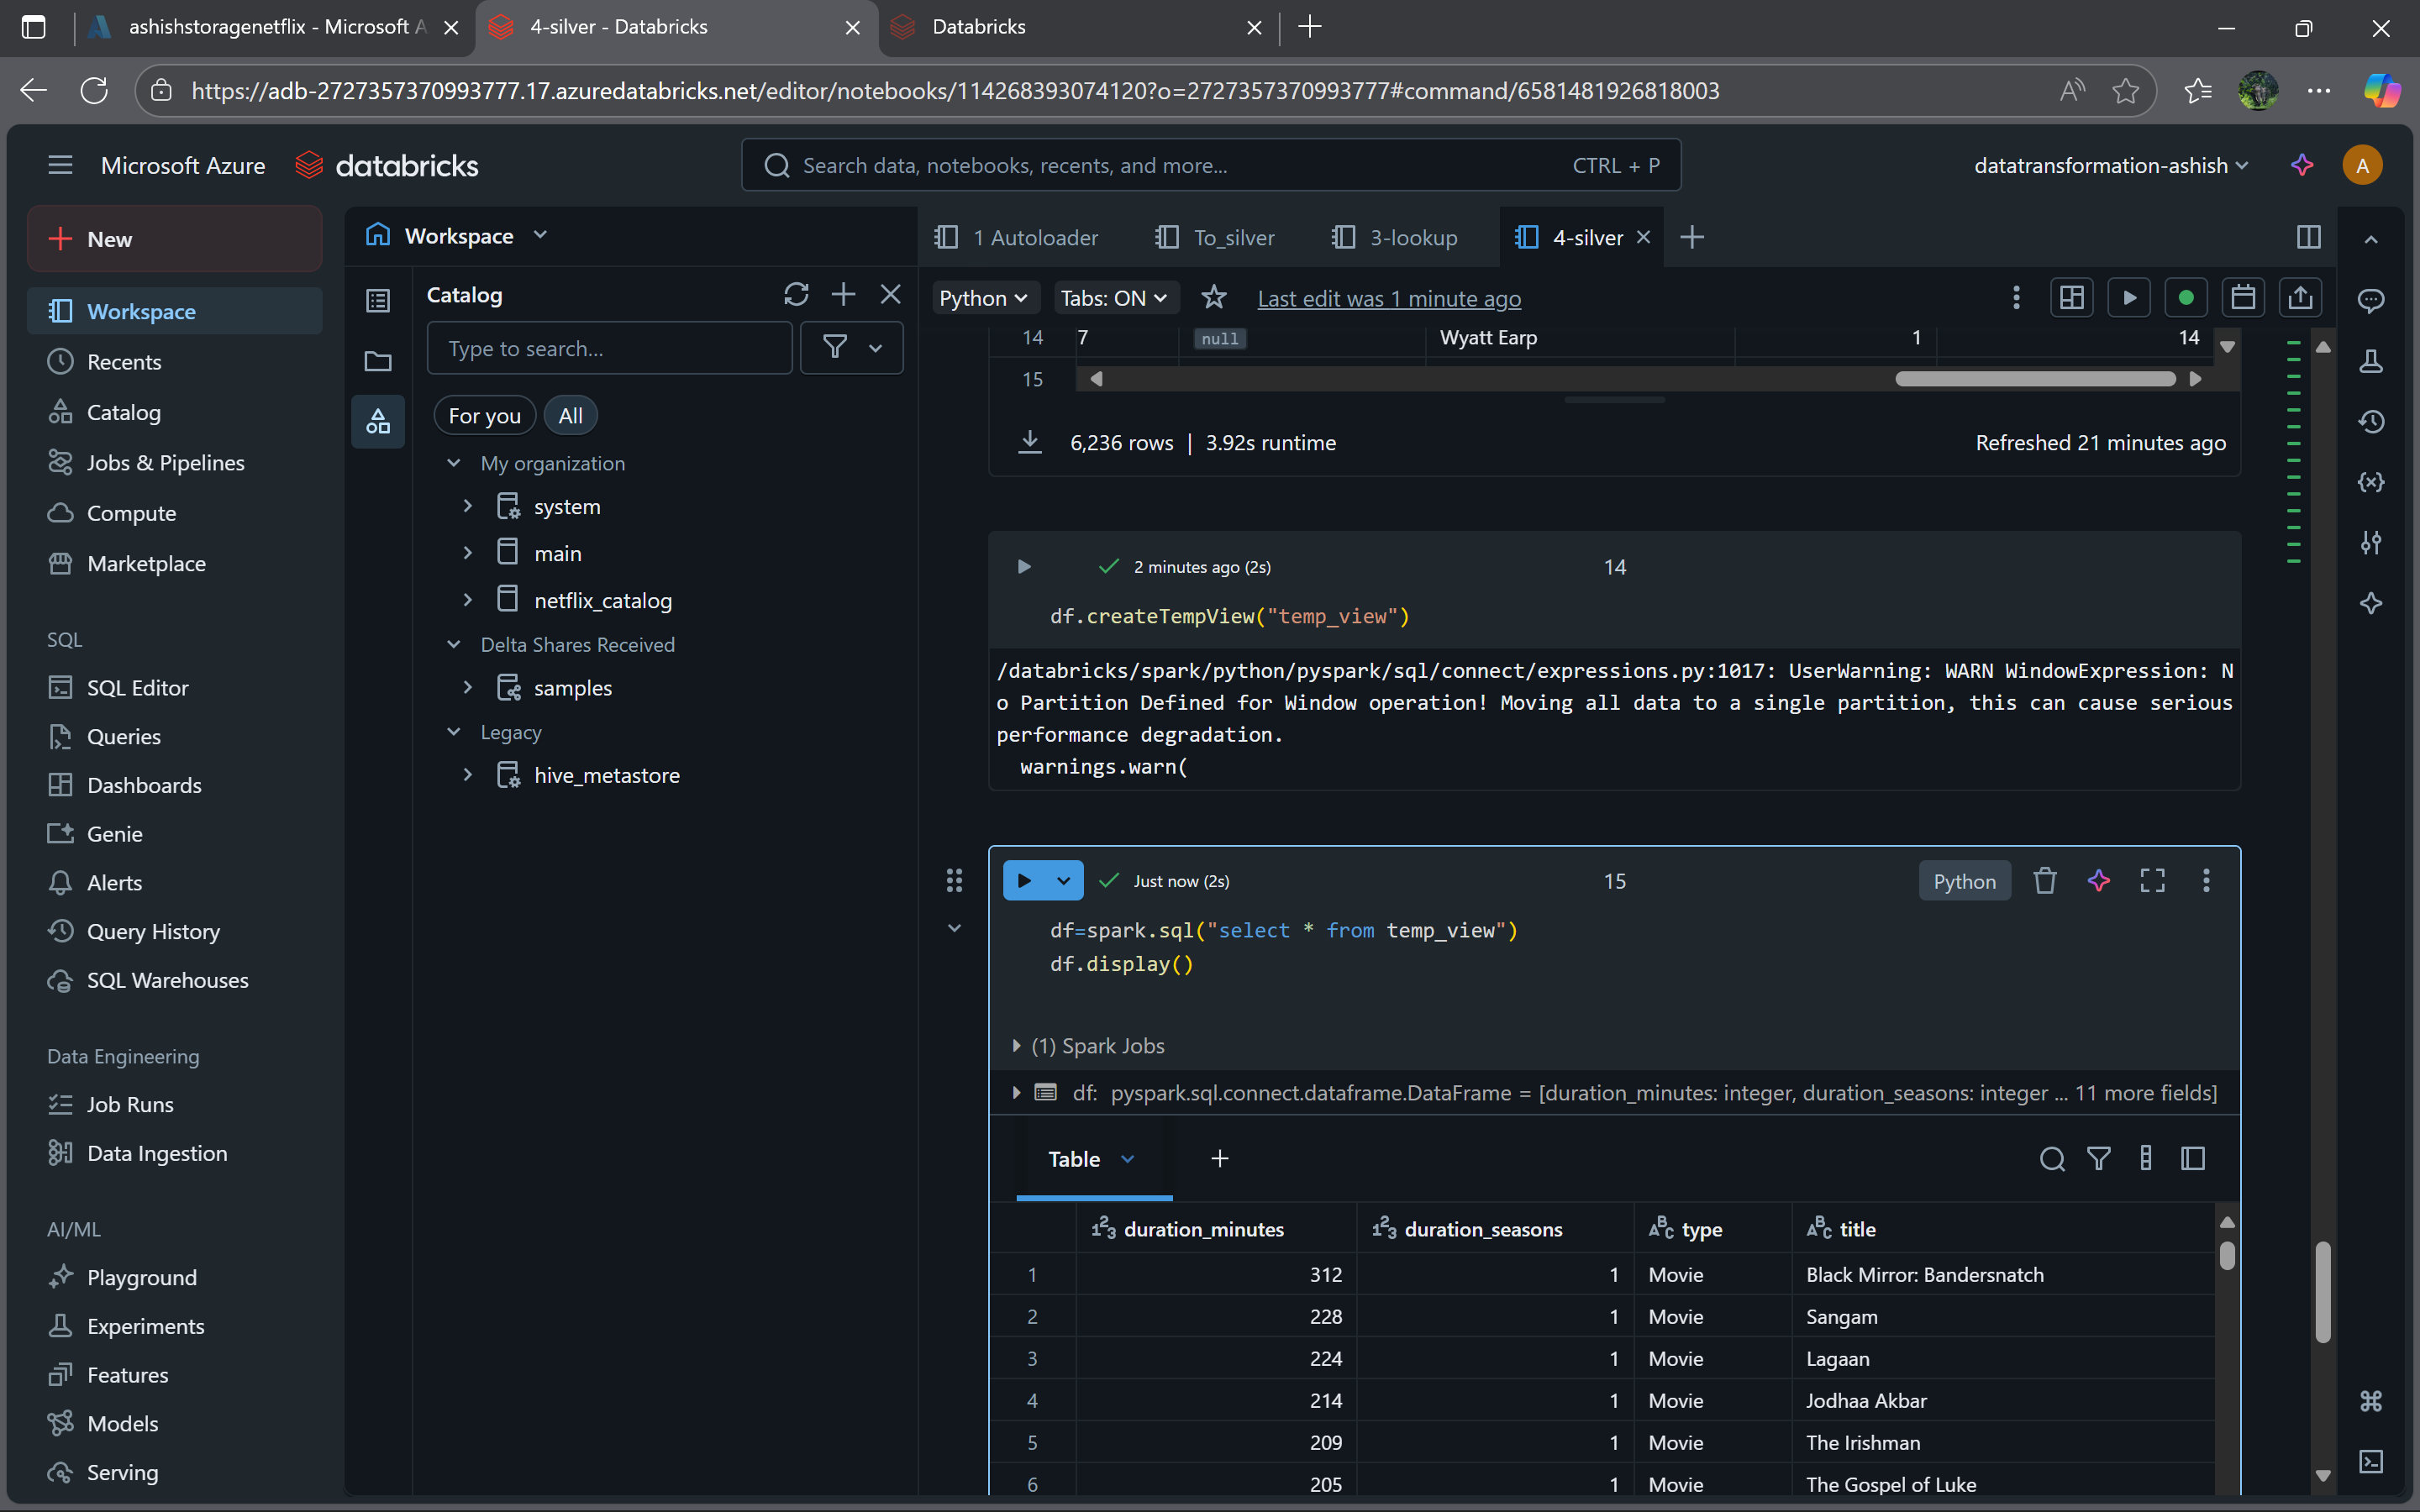 ashishstoragenetflix - Microsoft A
4-silver - Databricks
Databricks
https://adb-2727357370993777.17.azuredatabricks.net/editor/notebooks/114268393074120?o=2727357370993777#command/6581481926818003
Microsoft Azure
databricks
Search data, notebooks, recents, and more...
CTRL + P
datatransformation-ashish
A
New
Workspace
Recents
Catalog
Jobs & Pipelines
Compute
Marketplace
SQL
SQL Editor
Queries
Dashboards
Genie
Alerts
Query History
SQL Warehouses
Data Engineering
Job Runs
Data Ingestion
AI/ML
Playground
Experiments
Features
Models
Serving
Workspace
Catalog
Type to search...
For you
All
My organization
system
main
netflix_catalog
Delta Shares Received
samples
Legacy
hive_metastore
1 Autoloader
To_silver
3-lookup
4-silver
Python
Tabs: ON
Last edit was 1 minute ago
14 7 null Wyatt Earp 1 14
15
6,236 rows | 3.92s runtime
Refreshed 21 minutes ago
2 minutes ago (2s)
14
df.createTempView("temp_view")
/databricks/spark/python/pyspark/sql/connect/expressions.py:1017: UserWarning: WARN WindowExpression: N
o Partition Defined for Window operation! Moving all data to a single partition, this can cause serious
performance degradation.
warnings.warn(
Just now (2s)
15
Python
df=spark.sql("select * from temp_view")
df.display()
(1) Spark Jobs
df: pyspark.sql.connect.dataframe.DataFrame = [duration_minutes: integer, duration_seasons: integer ... 11 more fields]
Table
duration_minutes duration_seasons type title
1 312 1 Movie Black Mirror: Bandersnatch
2 228 1 Movie Sangam
3 224 1 Movie Lagaan
4 214 1 Movie Jodhaa Akbar
5 209 1 Movie The Irishman
6 205 1 Movie The Gospel of Luke